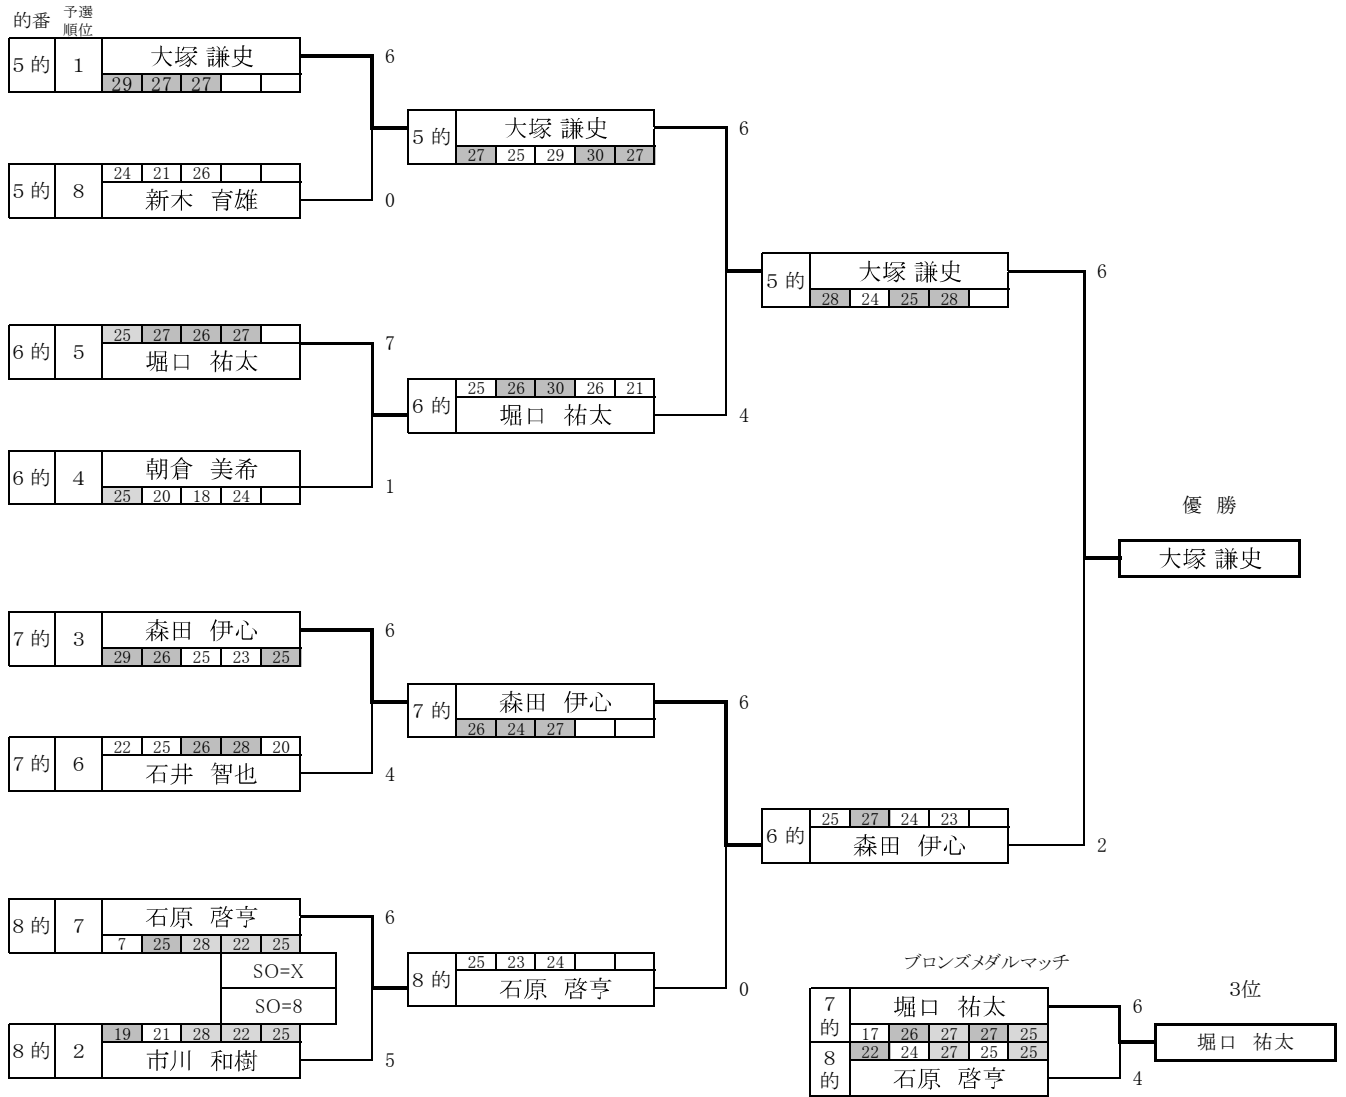 的番 予選順位
5 的 1 大塚 謙史 6
29 27 27
5 的 大塚 謙史 6
27 25 29 30 27
24 21 26
5 的 8 新木 育雄 0
5 的 大塚 謙史 6
28 24 25 28
25 27 26 27
6 的 5 堀口 祐太 7
25 26 30 26 21
6 的 堀口 祐太 4
6 的 4 朝倉 美希 1
25 20 18 24
優 勝
大塚 謙史
7 的 3 森田 伊心 6
29 26 25 23 25
7 的 森田 伊心 6
26 24 27
22 25 26 28 20
7 的 6 石井 智也 4
25 27 24 23
6 的 森田 伊心 2
8 的 7 石原 啓亨 6
7 25 28 22 25
SO=X
25 23 24
8 的 石原 啓亨 0
SO=8
19 21 28 22 25
8 的 2 市川 和樹 5
ブロンズメダルマッチ
3位
7 的 堀口 祐太 6
17 26 27 27 25
堀口 祐太
22 24 27 25 25
8 的 石原 啓亨 4